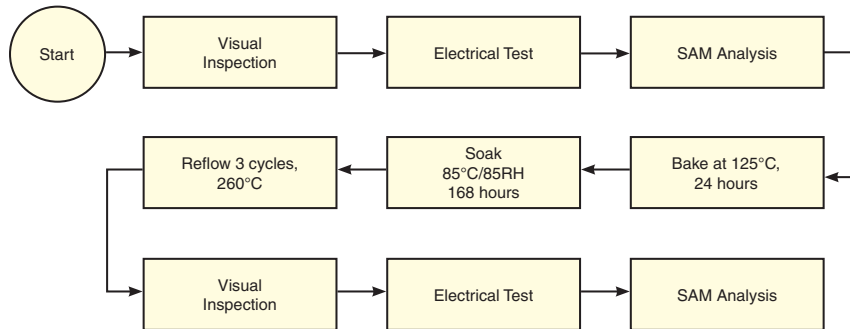 Start
Visual
Inspection
Electrical Test
SAM Analysis
Bake at 125°C,
24 hours
Soak
85°C/85RH
168 hours
Reflow 3 cycles,
260°C
Visual
Inspection
Electrical Test
SAM Analysis